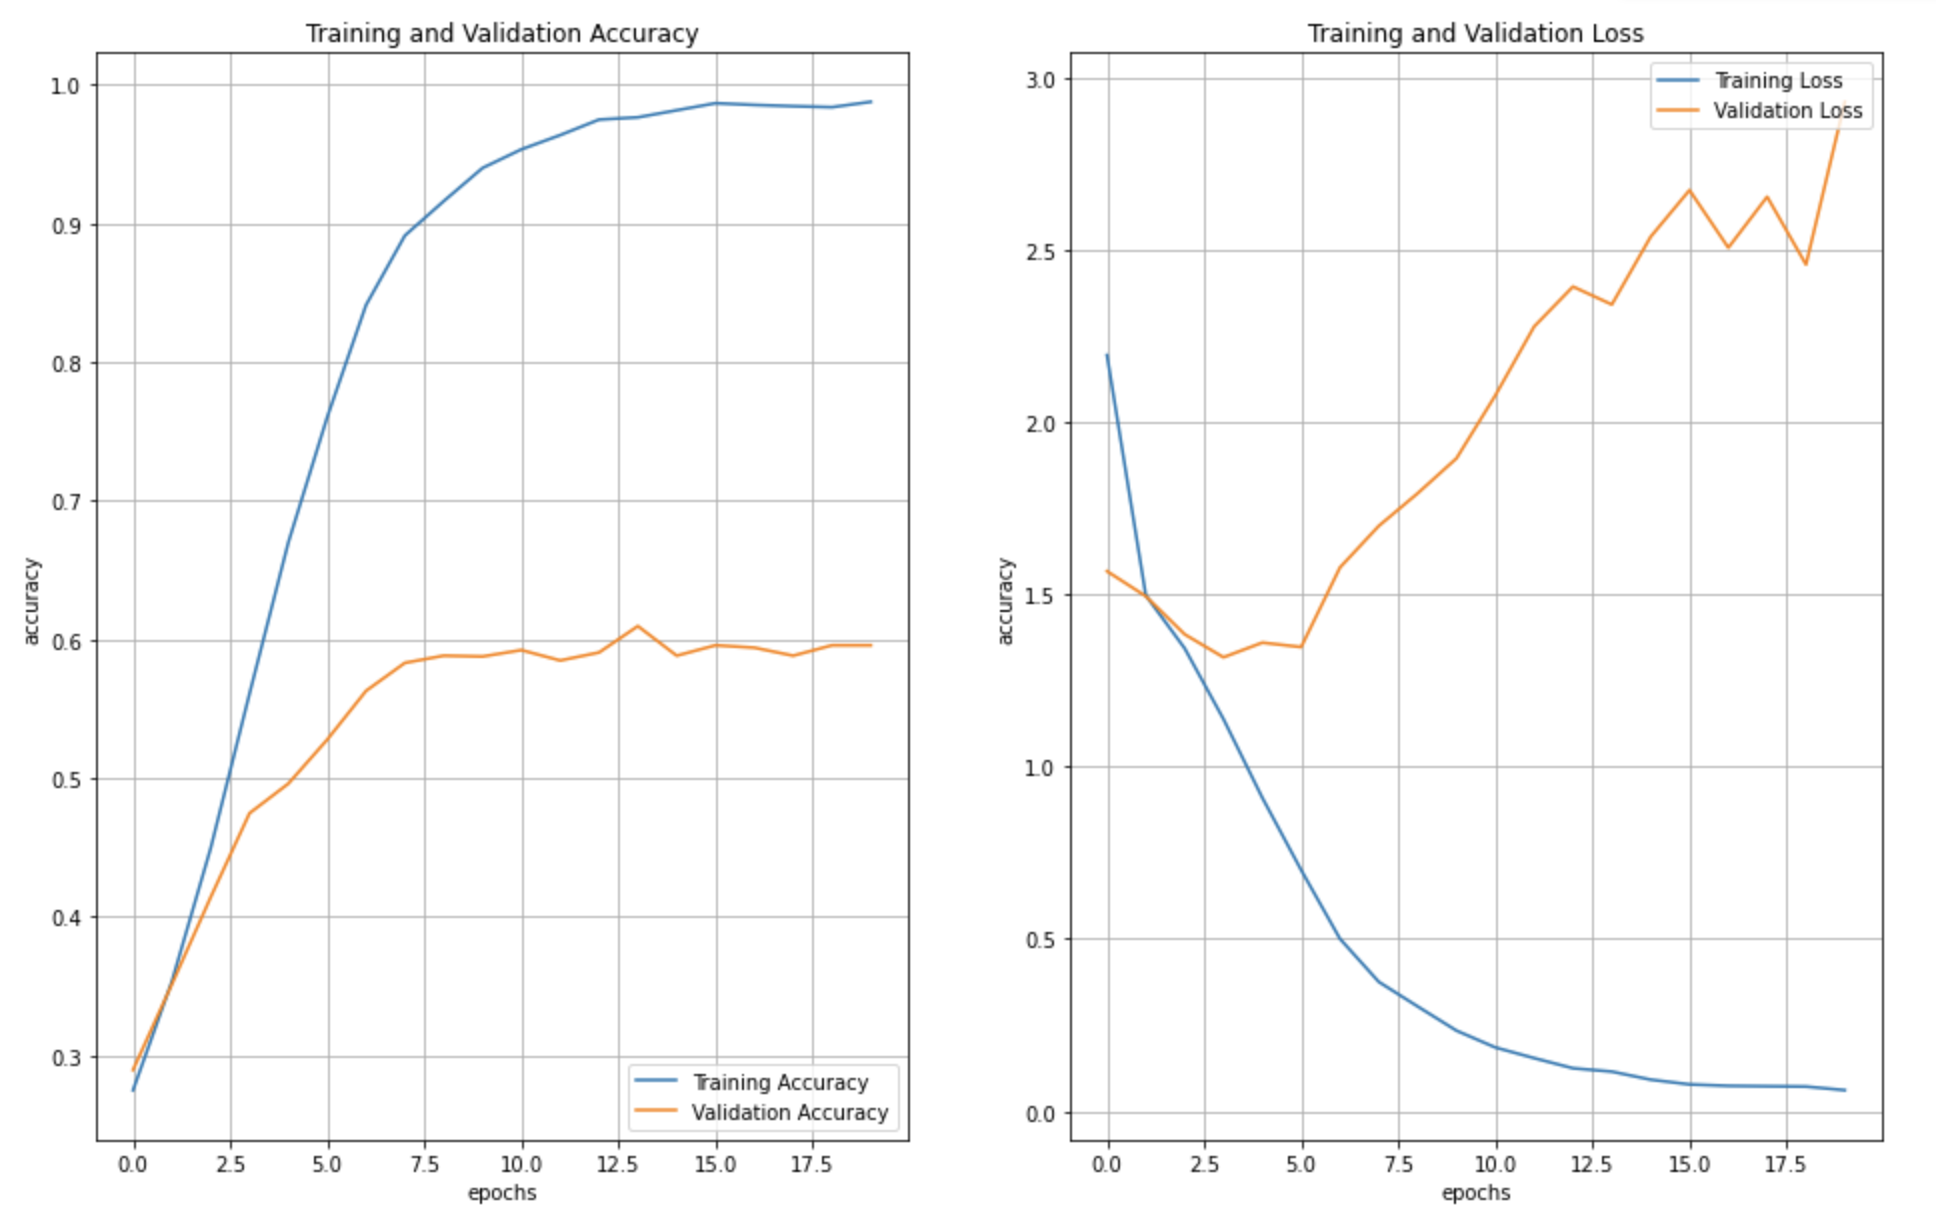 Training and Validation Accuracy
1.0
0.9
0.8
0.7
0.6
0.5
0.4
0.3
accuracy
Training Accuracy
Validation Accuracy
0.0 2.5 5.0 7.5 10.0 12.5 15.0 17.5
epochs
Training and Validation Loss
3.0
2.5
2.0
1.5
1.0
0.5
0.0
accuracy
Training Loss
Validation Loss
0.0 2.5 5.0 7.5 10.0 12.5 15.0 17.5
epochs